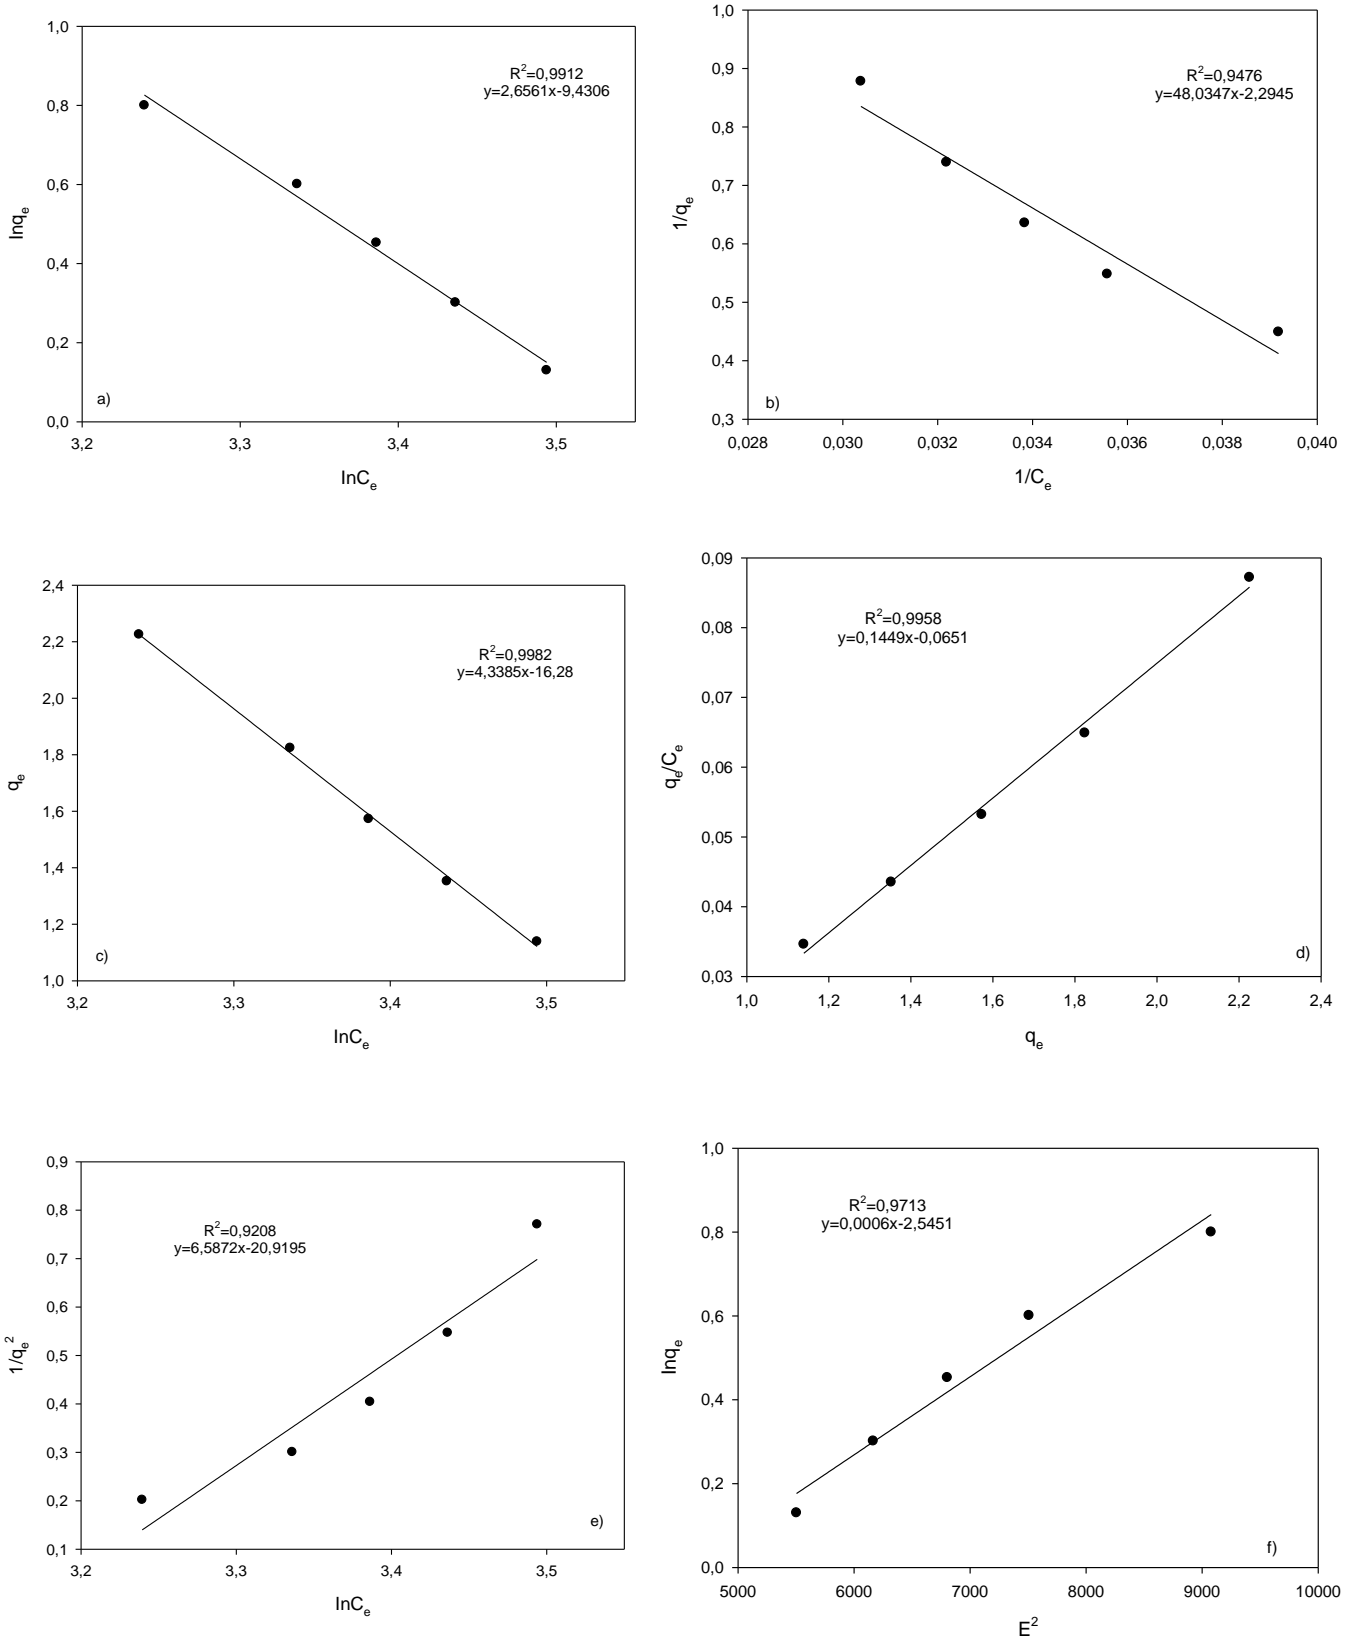 1,0
0,8
0,6
0,4
0,2
0,0
lnqe
R2=0,9912
y=2,6561x-9,4306
a)
3,2 3,3 3,4 3,5
lnCe
1,0
0,9
0,8
0,7
0,6
0,5
0,4
0,3
1/qe
R2=0,9476
y=48,0347x-2,2945
b)
0,028 0,030 0,032 0,034 0,036 0,038 0,040
1/Ce
2,4
2,2
2,0
1,8
1,6
1,4
1,2
1,0
qe
R2=0,9982
y=4,3385x-16,28
c)
3,2 3,3 3,4 3,5
lnCe
0,09
0,08
0,07
0,06
0,05
0,04
0,03
qe/Ce
R2=0,9958
y=0,1449x-0,0651
d)
1,0 1,2 1,4 1,6 1,8 2,0 2,2 2,4
qe
0,9
0,8
0,7
0,6
0,5
0,4
0,3
0,2
0,1
1/qe2
R2=0,9208
y=6,5872x-20,9195
e)
3,2 3,3 3,4 3,5
lnCe
1,0
0,8
0,6
0,4
0,2
0,0
lnqe
R2=0,9713
y=0,0006x-2,5451
f)
5000 6000 7000 8000 9000 10000
E2